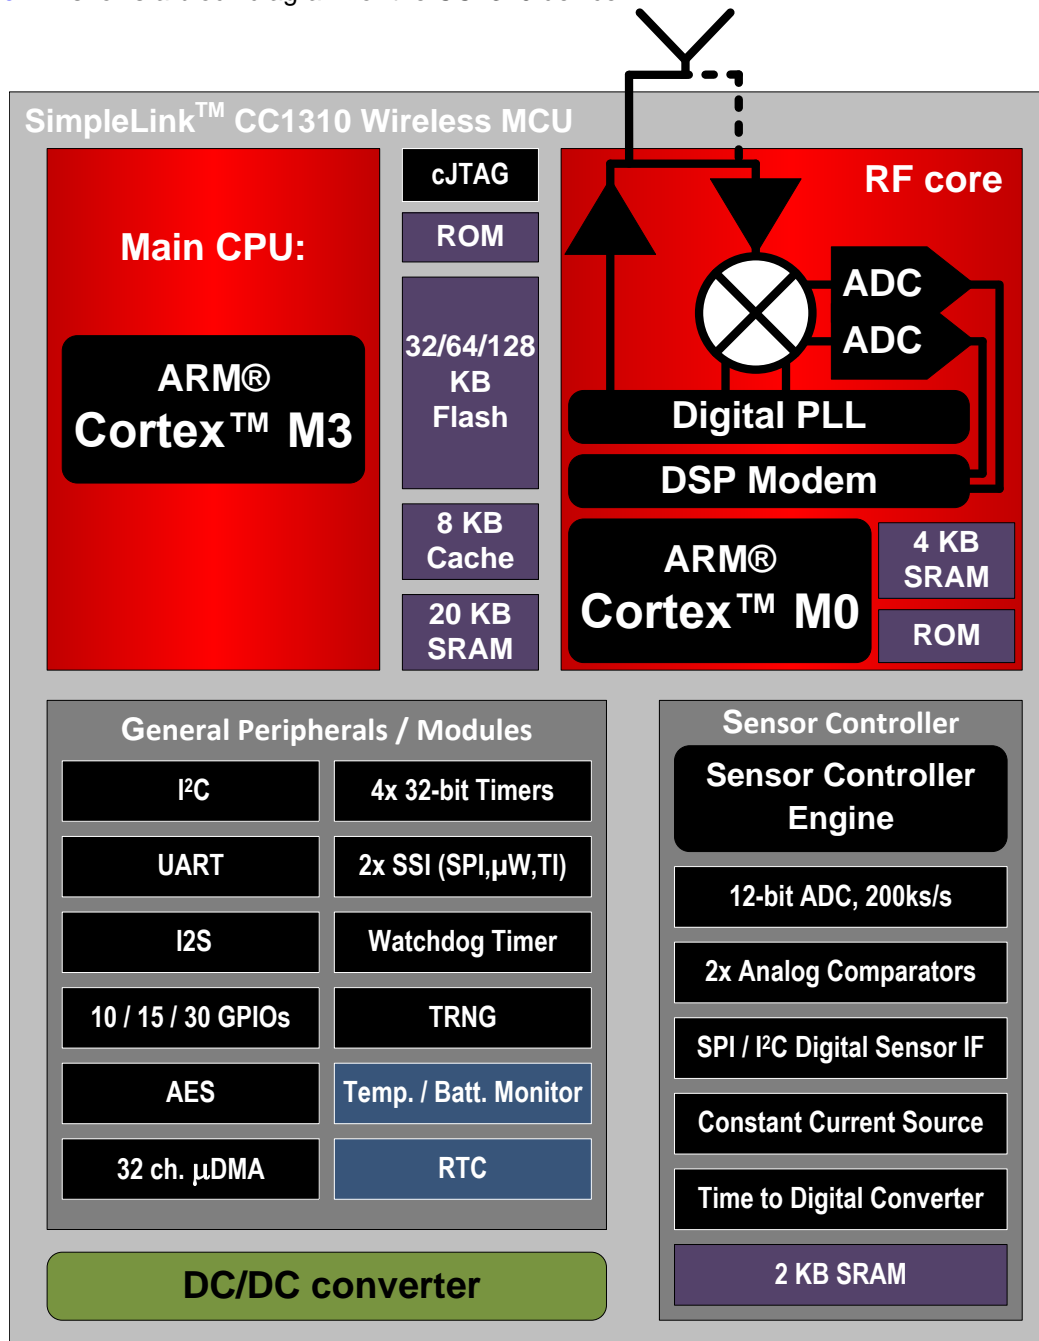 SimpleLink™ CC1310 Wireless MCU
Main CPU:
ARM®
Cortex™ M3
cJTAG
ROM
32/64/128
KB
Flash
8 KB
Cache
20 KB
SRAM
RF core
ADC
ADC
Digital PLL
DSP Modem
ARM®
Cortex™ M0
4 KB
SRAM
ROM
General Peripherals / Modules
I²C
4x 32-bit Timers
UART
2x SSI (SPI,µW,TI)
I2S
Watchdog Timer
10 / 15 / 30 GPIOs
TRNG
AES
Temp. / Batt. Monitor
32 ch. µDMA
RTC
Sensor Controller
Sensor Controller
Engine
12-bit ADC, 200ks/s
2x Analog Comparators
SPI / I²C Digital Sensor IF
Constant Current Source
Time to Digital Converter
2 KB SRAM
DC/DC converter